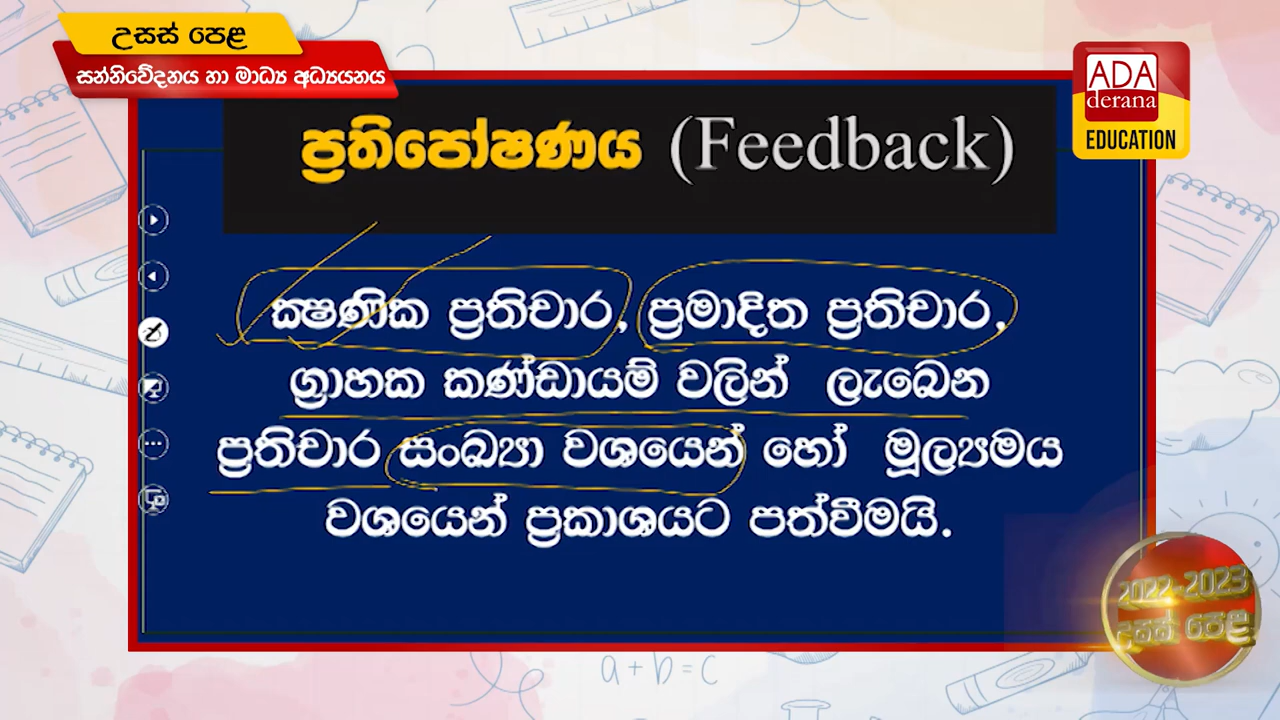 උසස් පෙළ
සන්නිවේදනය හා මාධ්‍ය අධ්‍යයනය
ADA
derana
EDUCATION
ප්‍රතිපෝෂණය (Feedback)
ක්‍ෂණික ප්‍රතිචාර, ප්‍රමාදිත ප්‍රතිචාර,
ග්‍රාහක කණ්ඩායම් වලින් ලැබෙන
ප්‍රතිචාර සංඛ්‍යා වශයෙන් හෝ මූල්‍යමය
වශයෙන් ප්‍රකාශයට පත්වීමයි.
2022-2023
උසස් පෙළ
a+b=c